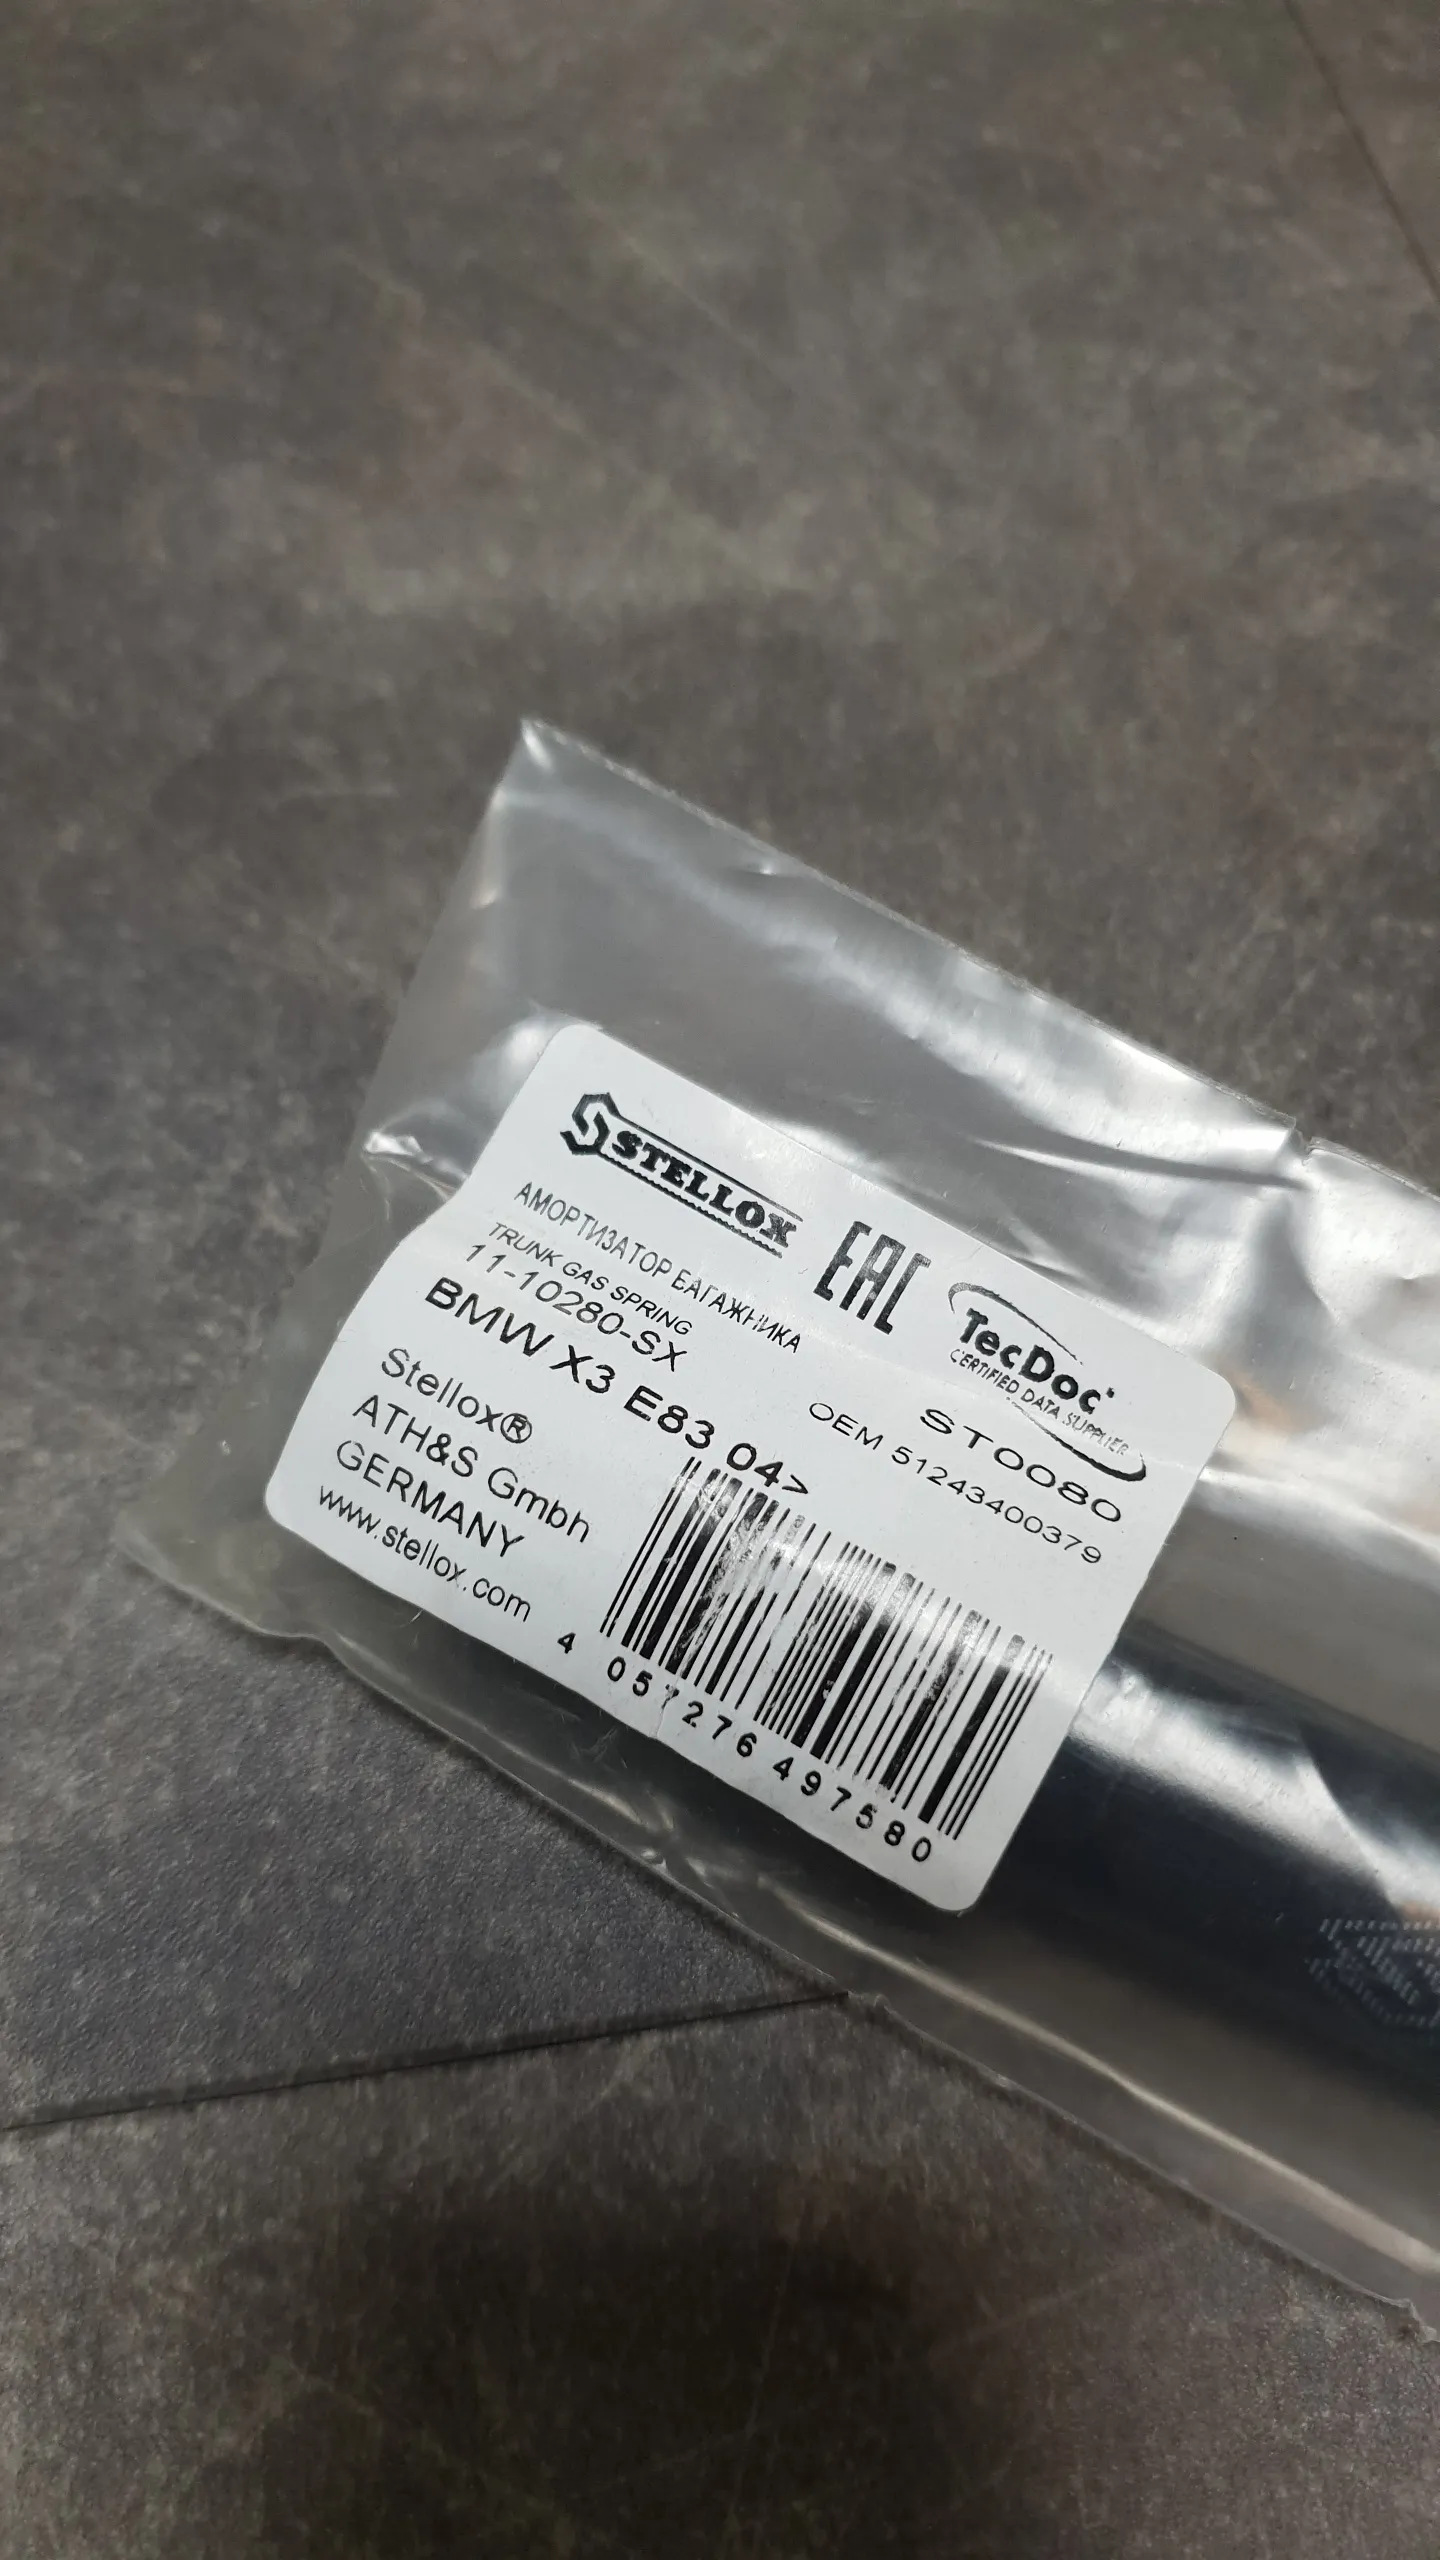 STELLOX
EAC
TecDoc
CERTIFIED DATA SUPPLIER
АМОРТИЗАТОР БАГАЖНИКА
TRUNK GAS SPRING
11-10280-SX
ST0080
BMW X3 E83 04>
OEM 51243400379
Stellox®
ATH&S Gmbh
GERMANY
www.stellox.com
4 057276 497580